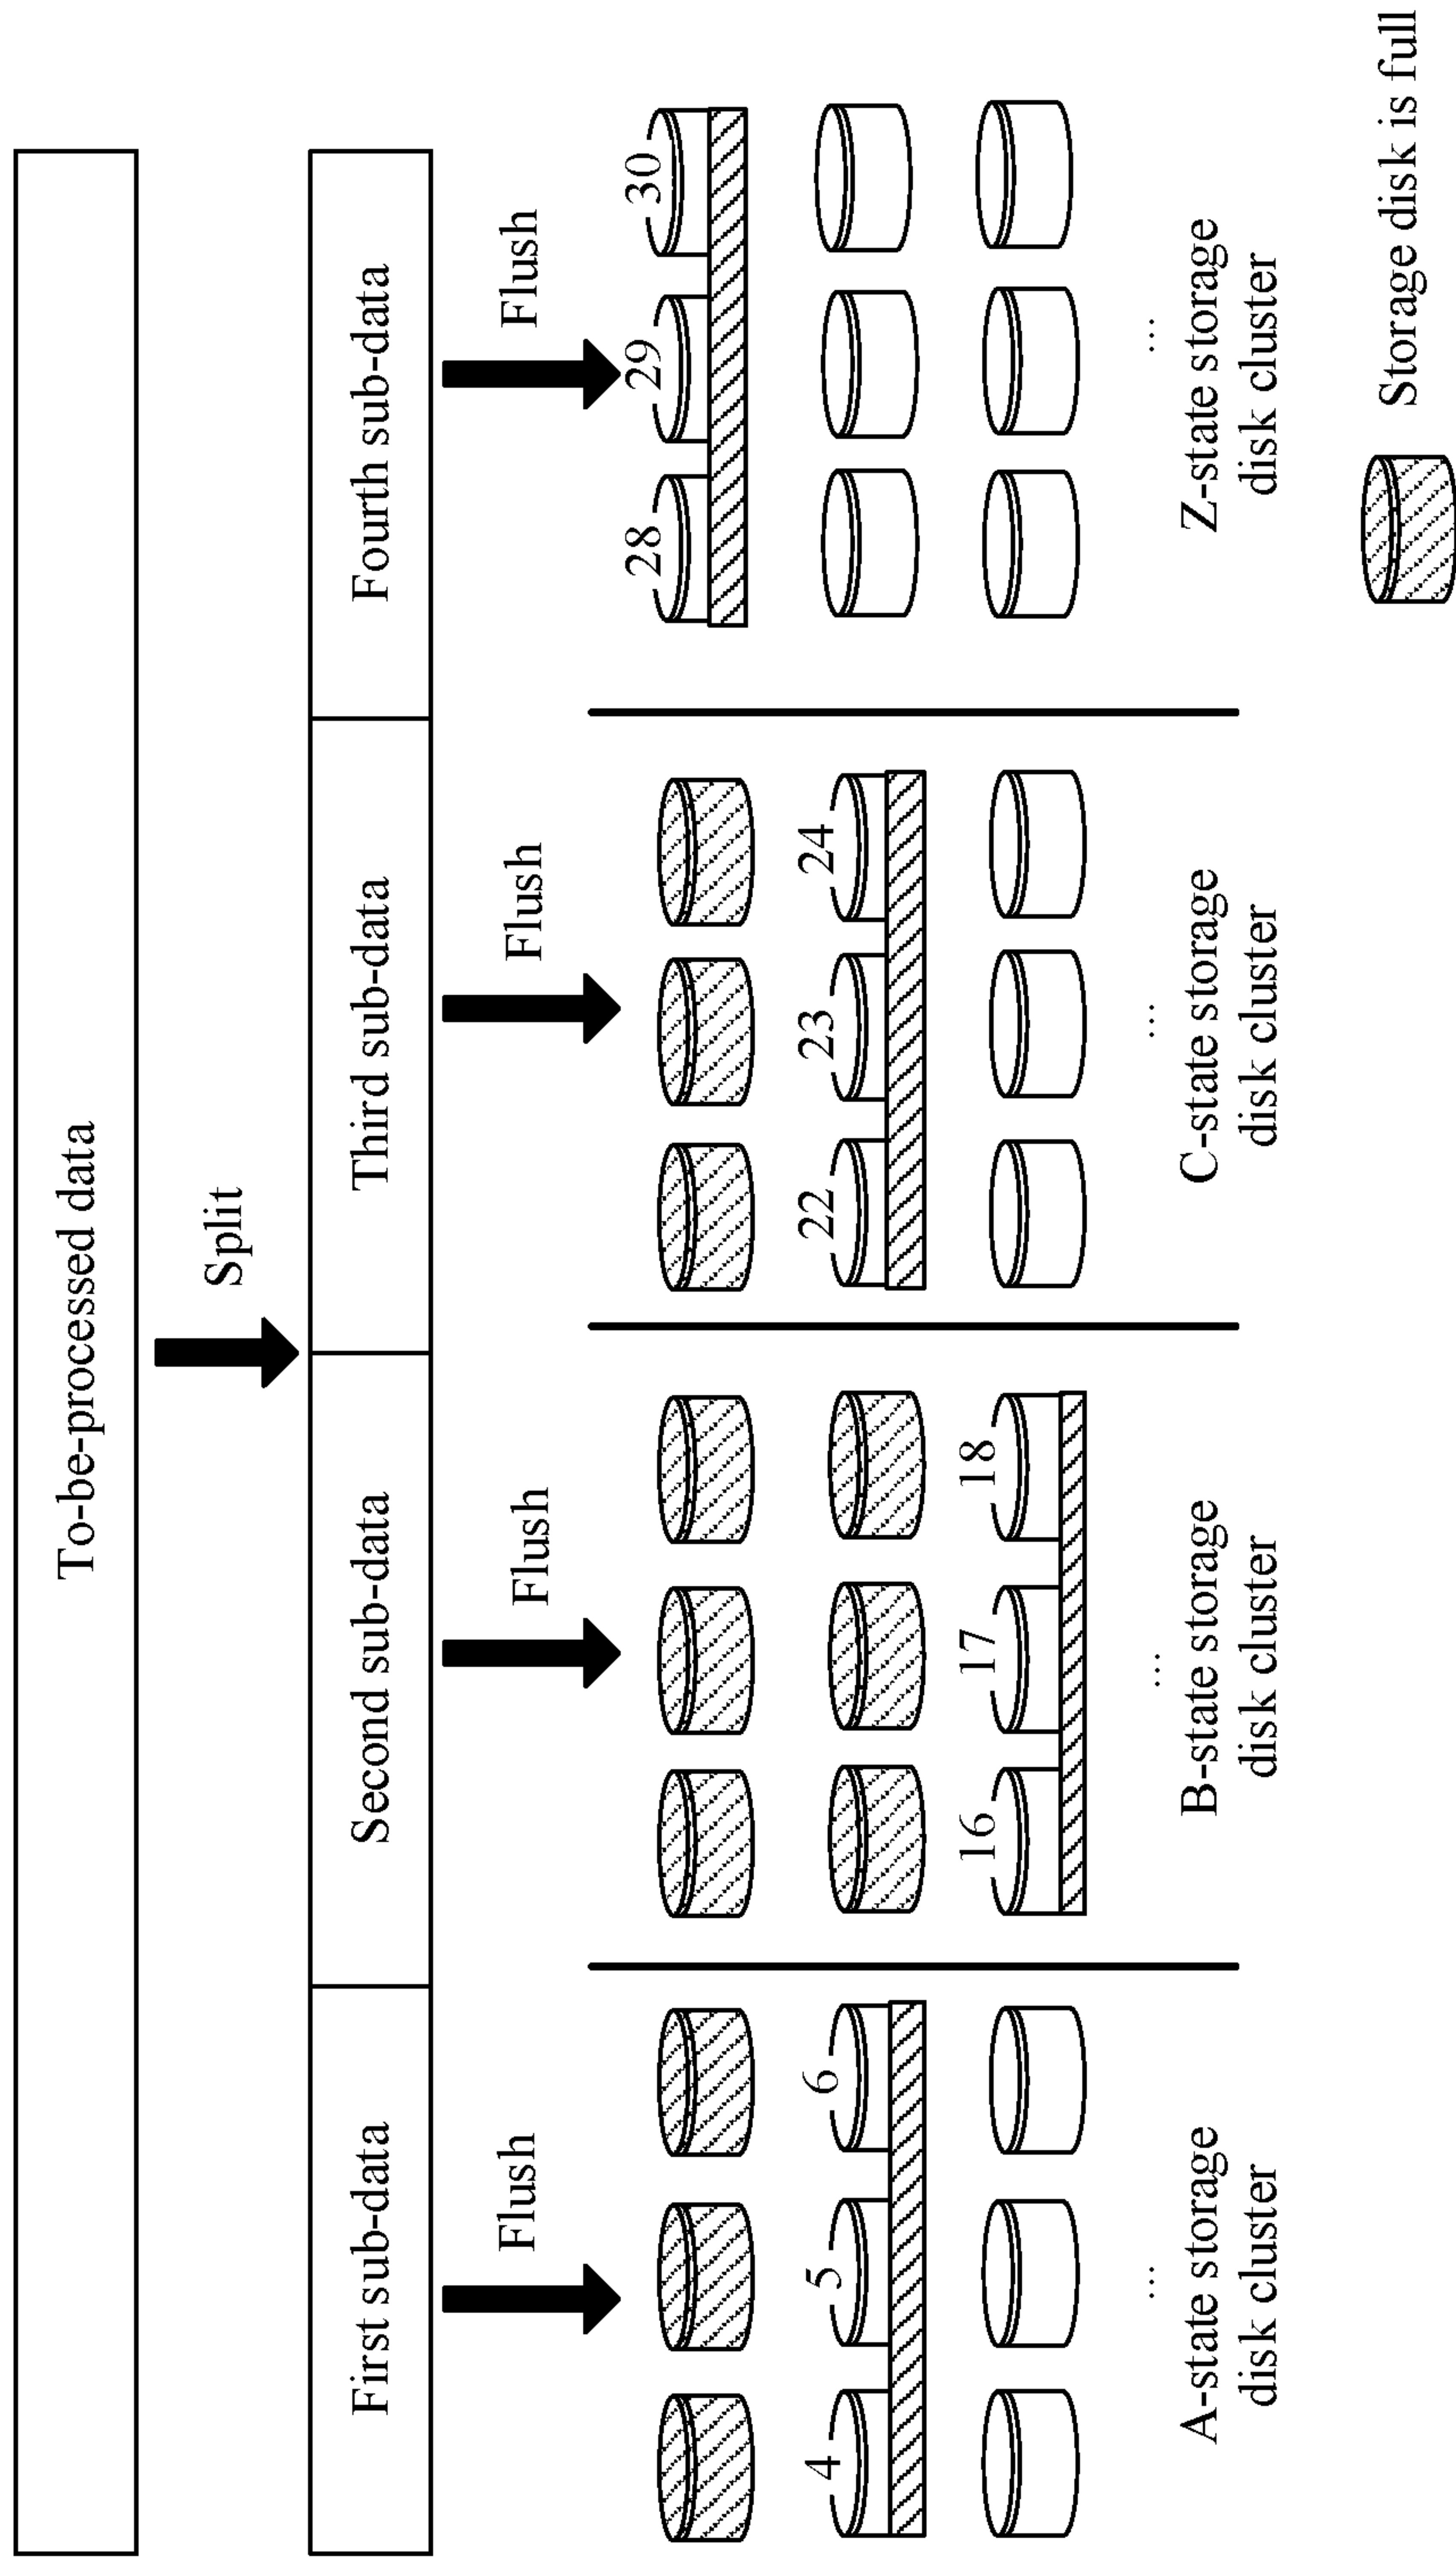 To-be-processed data
Split
First sub-data
Second sub-data
Third sub-data
Fourth sub-data
Flush
Flush
Flush
Flush
4
5
6
16
17
18
22
23
24
28
29
30
...
...
...
...
A-state storage
disk cluster
B-state storage
disk cluster
C-state storage
disk cluster
Z-state storage
disk cluster
Storage disk is full